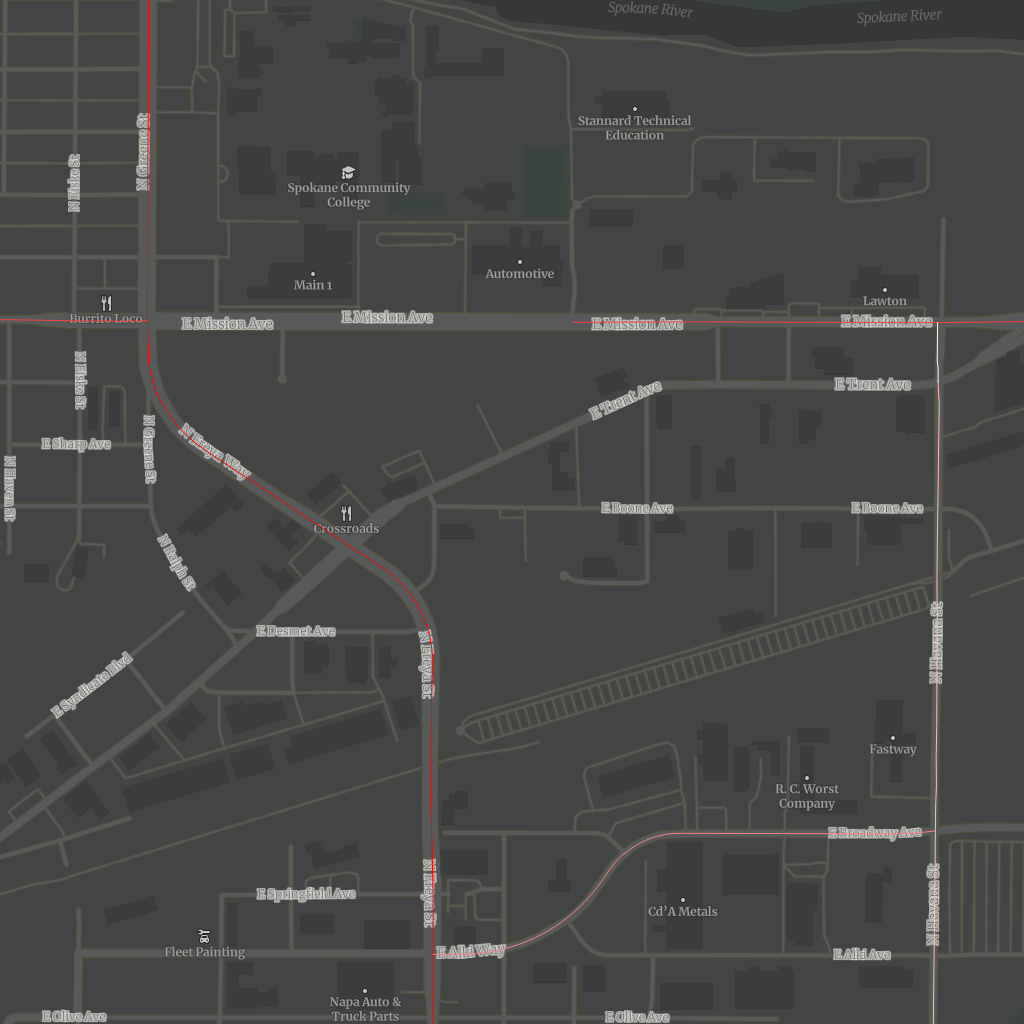 Spokane River
Spokane River
Stannard Technical
Education
N Greene St
N Fiske St
Spokane Community
College
Automotive
Main 1
Lawton
Burrito Loco
E Mission Ave
E Mission Ave
E Mission Ave
E Mission Ave
N Fiske St
E Trent Ave
E Trent Ave
N Greene St
E Sharp Ave
N Freya Way
N Haven St
E Boone Ave
E Boone Ave
Crossroads
N Ralph St
E Desmet Ave
N Freya St
N Havana St
E Syndicate Blvd
Fastway
R. C. Worst
Company
E Broadway Ave
N Freya St
E Springfield Ave
N Havana St
Cd'A Metals
Fleet Painting
E Alki Way
E Alki Ave
Napa Auto &
Truck Parts
E Olive Ave
E Olive Ave